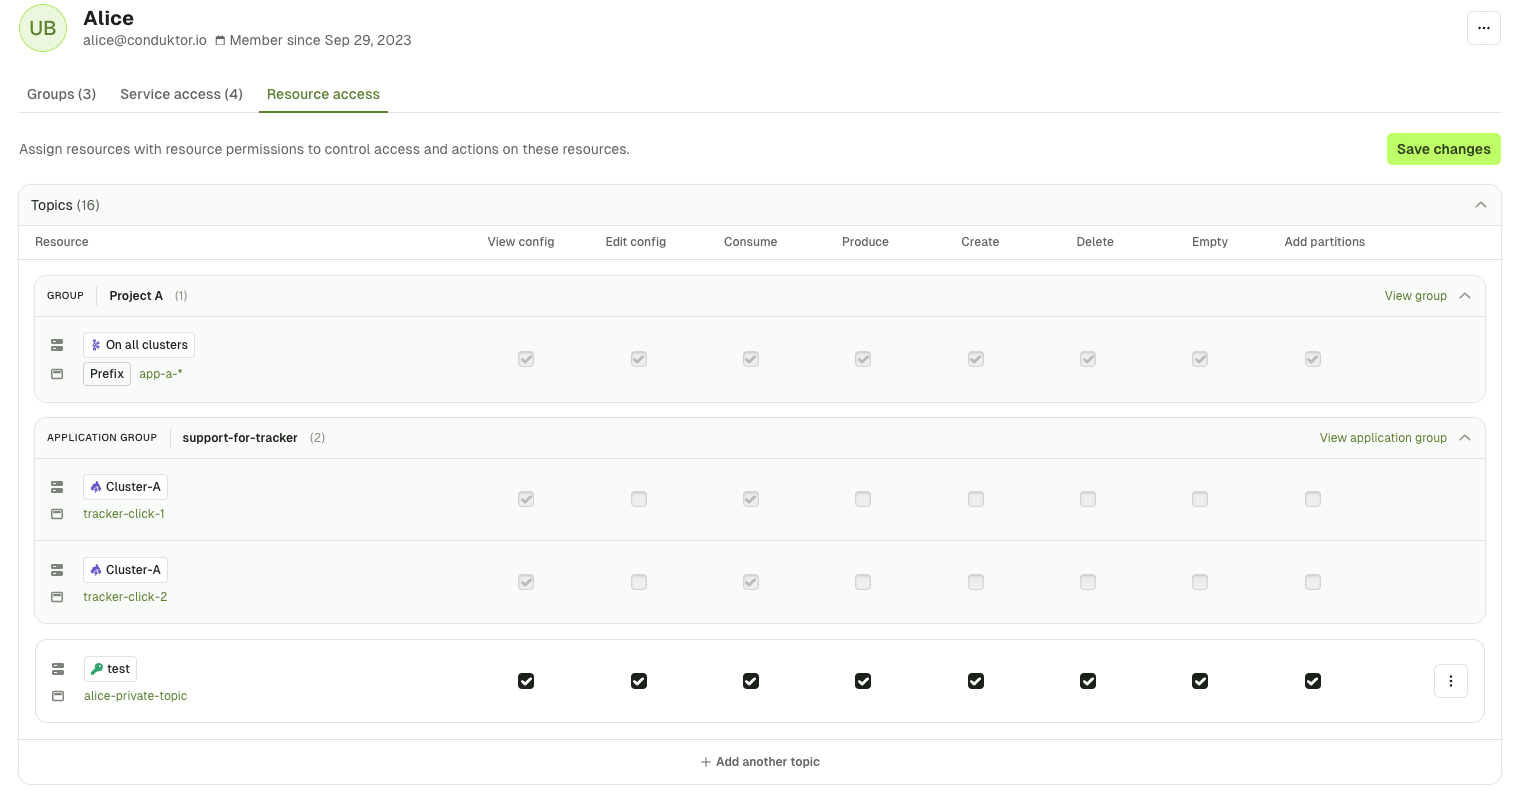 UB
Alice
alice@conduktor.io Member since Sep 29, 2023
...
Groups (3) Service access (4) Resource access
Assign resources with resource permissions to control access and actions on these resources.
Save changes
Topics (16)
Resource View config Edit config Consume Produce Create Delete Empty Add partitions
GROUP Project A (1) View group
On all clusters
Prefix app-a-*
APPLICATION GROUP support-for-tracker (2) View application group
Cluster-A
tracker-click-1
Cluster-A
tracker-click-2
test
alice-private-topic
+ Add another topic